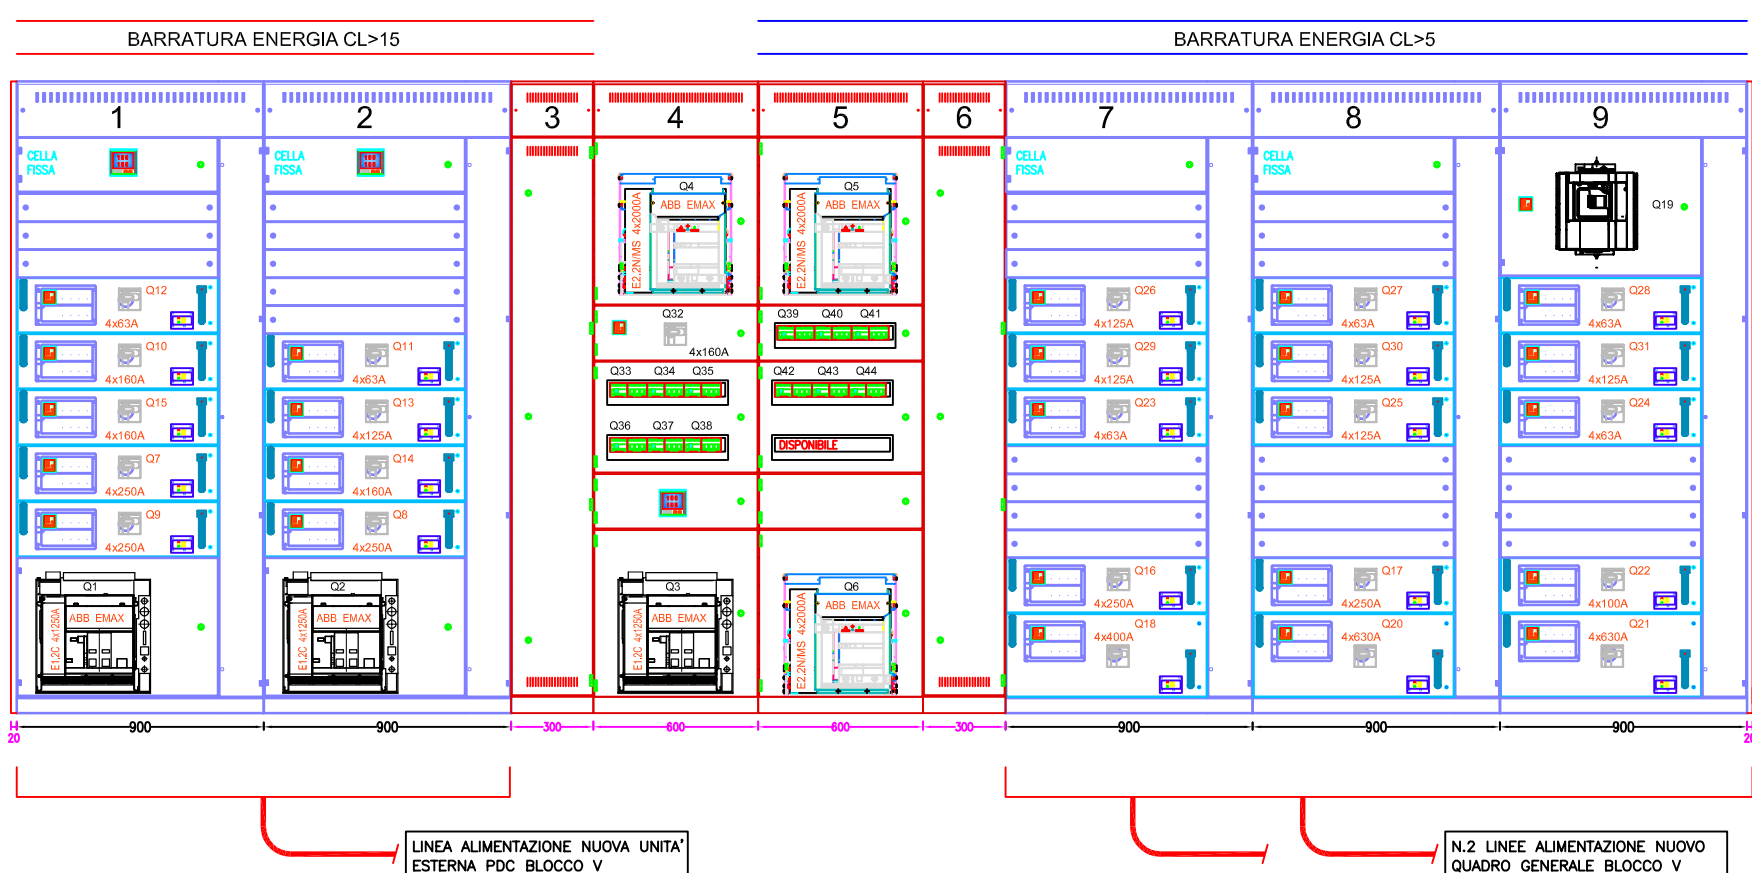 BARRATURA ENERGIA CL>15
BARRATURA ENERGIA CL>5
1
2
3
4
5
6
7
8
9
CELLA
FISSA
CELLA
FISSA
CELLA
FISSA
CELLA
FISSA
Q19
Q4
ABB EMAX
E2.2N/MS 4x2000A
Q5
ABB EMAX
E2.2N/MS 4x2000A
Q12
4x63A
Q10
4x160A
Q15
4x160A
Q7
4x250A
Q9
4x250A
Q1
ABB EMAX
E1.2C 4x1250A
Q11
4x63A
Q13
4x125A
Q14
4x160A
Q8
4x250A
Q2
ABB EMAX
E1.2C 4x1250A
Q32
4x160A
Q33 Q34 Q35
Q36 Q37 Q38
Q3
ABB EMAX
E1.2C 4x1250A
Q39 Q40 Q41
Q42 Q43 Q44
DISPONIBILE
Q6
ABB EMAX
E2.2N/MS 4x2000A
Q26
4x125A
Q29
4x125A
Q23
4x63A
Q16
4x250A
Q18
4x400A
Q27
4x63A
Q30
4x125A
Q25
4x125A
Q17
4x250A
Q20
4x630A
Q28
4x63A
Q31
4x125A
Q24
4x63A
Q22
4x100A
Q21
4x630A
20
900
900
300
600
600
300
900
900
900
20
LINEA ALIMENTAZIONE NUOVA UNITA'
ESTERNA PDC BLOCCO V
N.2 LINEE ALIMENTAZIONE NUOVO
QUADRO GENERALE BLOCCO V